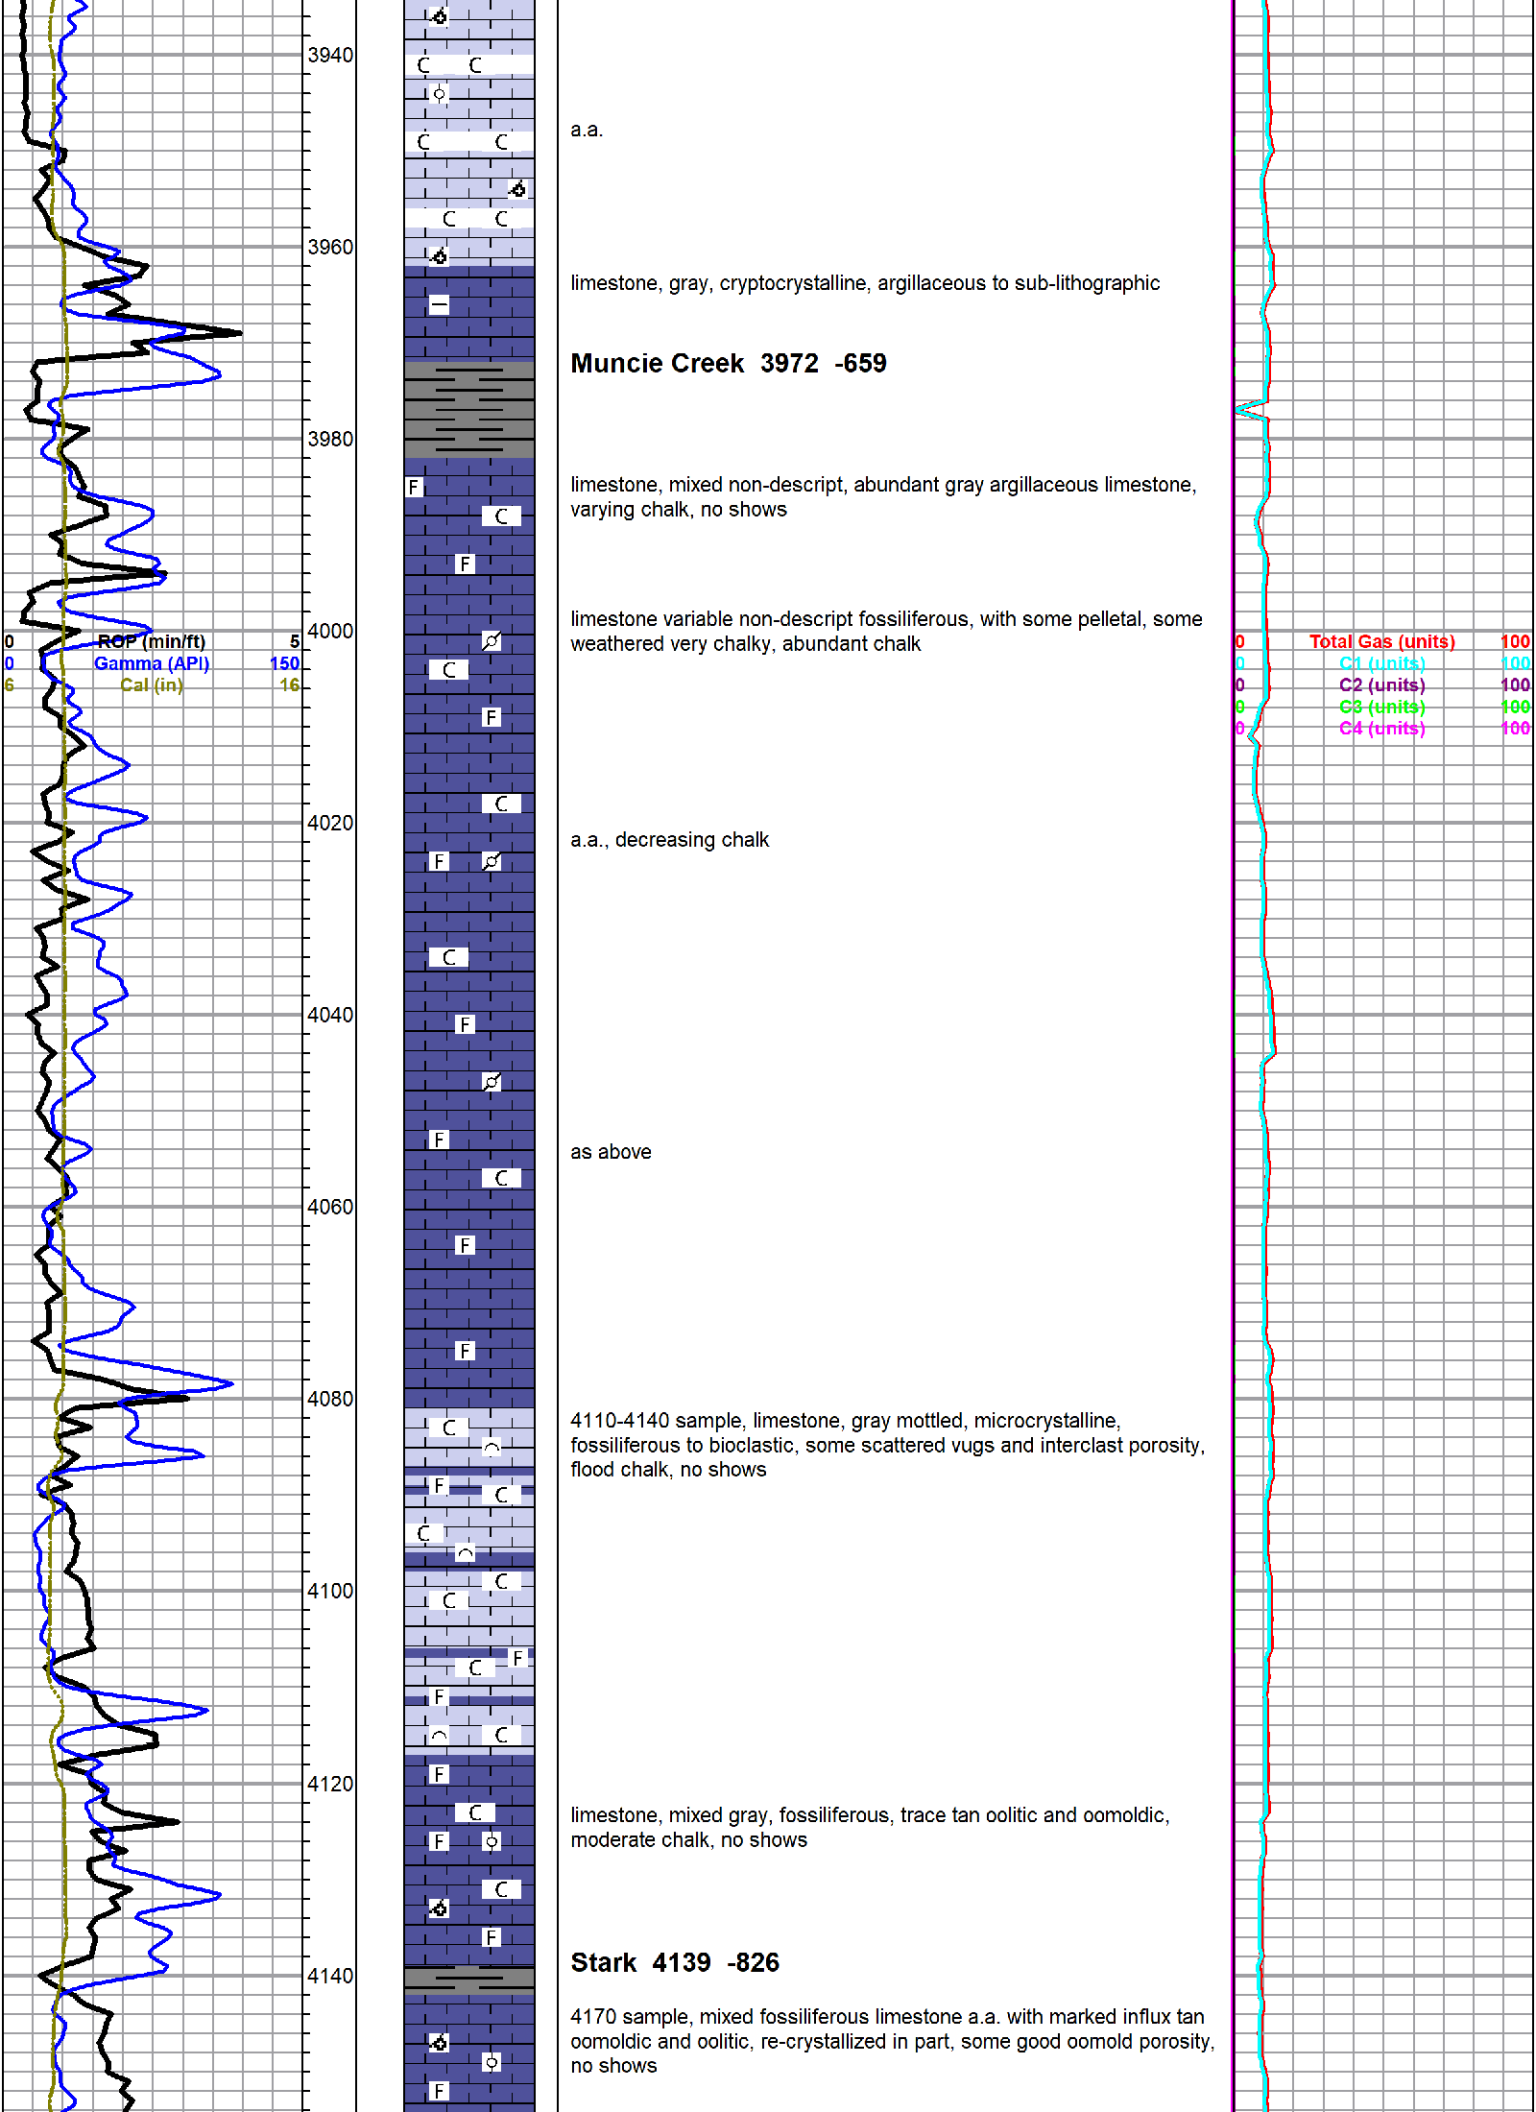 3940
C C
a.a.
C C
C C
3960
limestone, gray, cryptocrystalline, argillaceous to sub-lithographic
Muncie Creek 3972 -659
3980
F
limestone, mixed non-descript, abundant gray argillaceous limestone,
varying chalk, no shows
C
F
limestone variable non-descript fossiliferous, with some pelletal, some
weathered very chalky, abundant chalk
4000
0 ROP (min/ft) 5
0 Gamma (API) 150
6 Cal (in) 16
0 Total Gas (units) 100
0 C1 (units) 100
0 C2 (units) 100
0 C3 (units) 100
0 C4 (units) 100
C
F
C
4020
a.a., decreasing chalk
F
C
4040
F
F
as above
C
4060
F
F
4080
4110-4140 sample, limestone, gray mottled, microcrystalline,
fossiliferous to bioclastic, some scattered vugs and interclast porosity,
flood chalk, no shows
C
F
C
C
C
4100
C
F
C
F
C
F
4120
limestone, mixed gray, fossiliferous, trace tan oolitic and oomoldic,
moderate chalk, no shows
C
F
C
F
Stark 4139 -826
4140
4170 sample, mixed fossiliferous limestone a.a. with marked influx tan
oomoldic and oolitic, re-crystallized in part, some good oomold porosity,
no shows
F